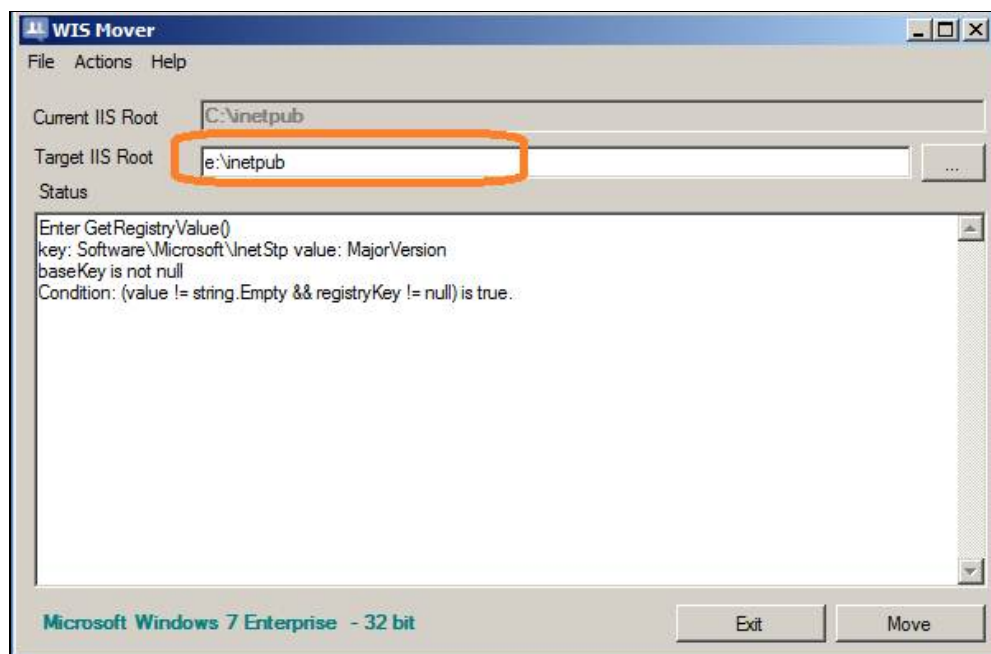 WIS Mover
File Actions Help
Current IIS Root C:\inetpub
Target IIS Root e:\inetpub ...
Status
Enter GetRegistryValue()
key: Software\Microsoft\InetStp value: MajorVersion
baseKey is not null
Condition: (value != string.Empty && registryKey != null) is true.
Microsoft Windows 7 Enterprise - 32 bit Exit Move